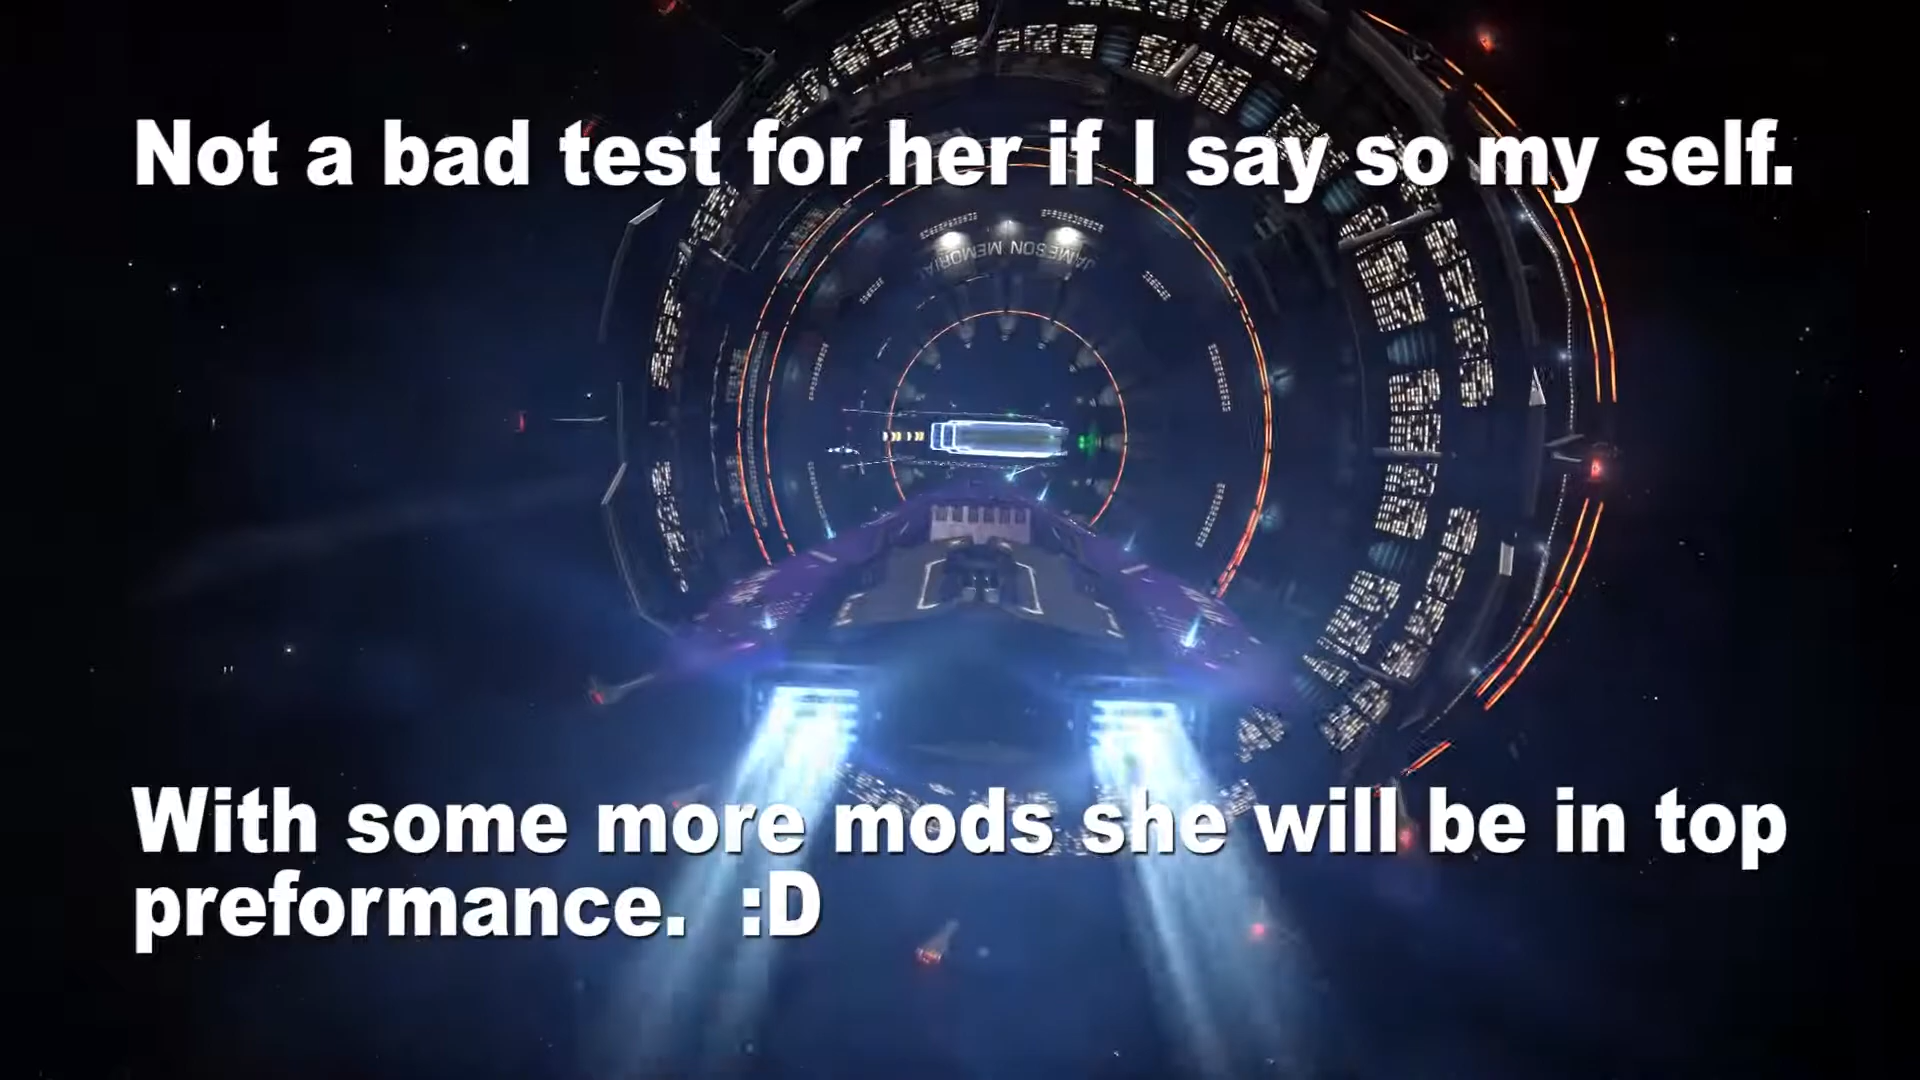 Not a bad test for her if I say so my self.
JAMESON MEMORIAL
With some more mods she will be in top
preformance. :D